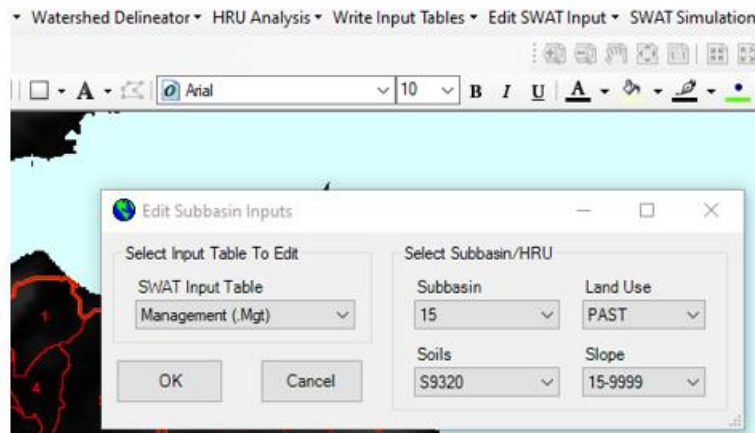 Watershed Delineator HRU Analysis Write Input Tables Edit SWAT Input SWAT Simulation
A Arial 10 B I U A
Edit Subbasin Inputs
Select Input Table To Edit
SWAT Input Table
Management (.Mgt)
OK Cancel
Select Subbasin/HRU
Subbasin Land Use
15 PAST
Soils Slope
S9320 15-9999
1
4